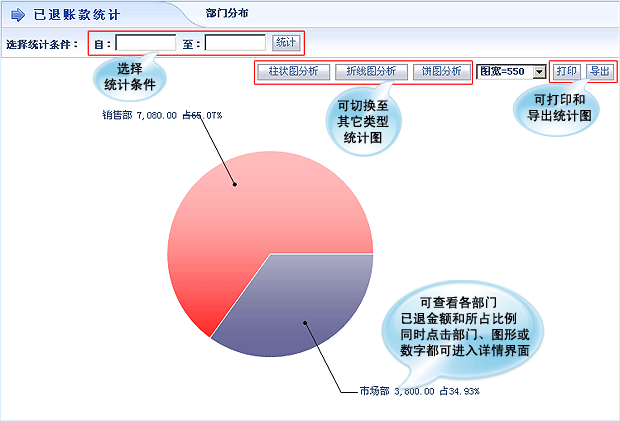 已退账款统计 部门分布
选择统计条件： 自： 至： 统计
选择
统计条件
柱状图分析 折线图分析 饼图分析 图宽=550 打印 导出
可切换至
其它类型
统计图
可打印和
导出统计图
销售部 7,080.00 占65.07%
可查看各部门
已退金额和所占比例
同时点击部门、图形或
数字都可进入详情界面
市场部 3,800.00 占34.93%